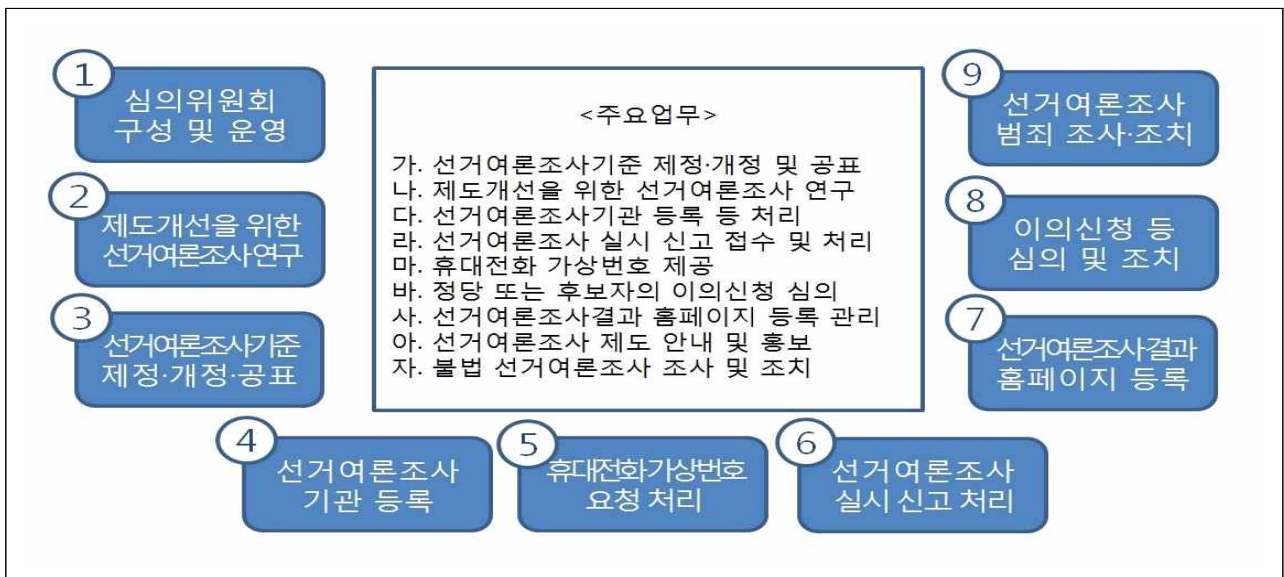 1
심의위원회
구성 및 운영
2
제도개선을 위한
선거여론조사연구
3
선거여론조사기준
제정·개정·공표
<주요업무>
가. 선거여론조사기준 제정·개정 및 공표
나. 제도개선을 위한 선거여론조사 연구
다. 선거여론조사기관 등록 등 처리
라. 선거여론조사 실시 신고 접수 및 처리
마. 휴대전화 가상번호 제공
바. 정당 또는 후보자의 이의신청 심의
사. 선거여론조사결과 홈페이지 등록 관리
아. 선거여론조사 제도 안내 및 홍보
자. 불법 선거여론조사 조사 및 조치
4
선거여론조사
기관 등록
5
휴대전화가상번호
요청 처리
6
선거여론조사
실시 신고 처리
7
선거여론조사결과
홈페이지 등록
8
이의신청 등
심의 및 조치
9
선거여론조사
범죄 조사·조치